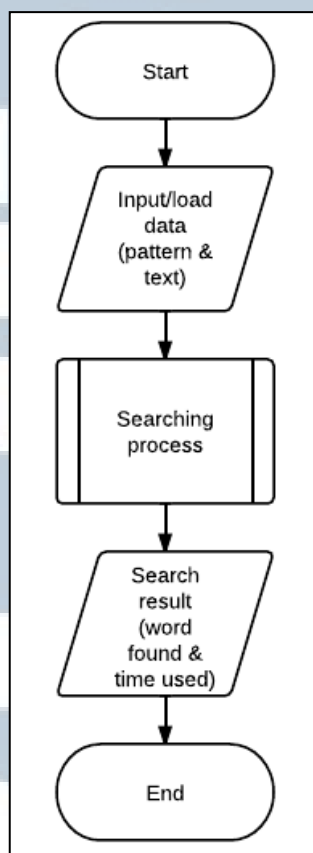 Start
Input/load
data
(pattern &
text)
Searching
process
Search
result
(word
found &
time used)
End